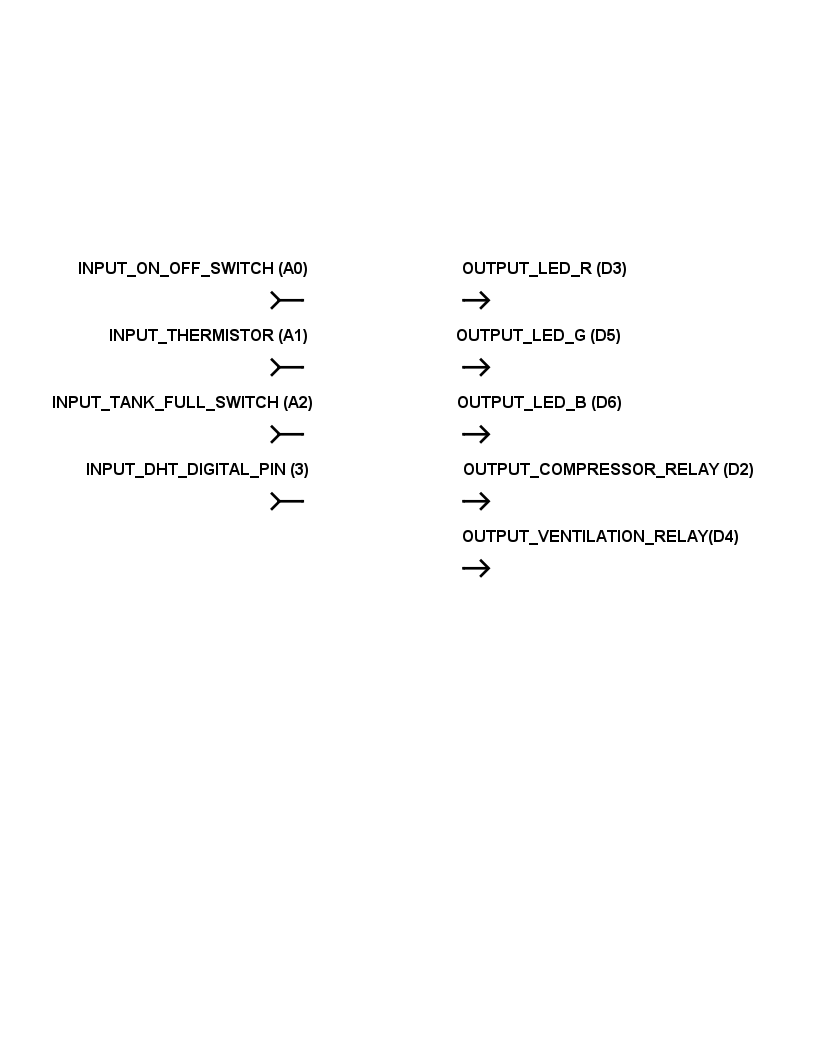 INPUT_ON_OFF_SWITCH (A0)
OUTPUT_LED_R (D3)
INPUT_THERMISTOR (A1)
OUTPUT_LED_G (D5)
INPUT_TANK_FULL_SWITCH (A2)
OUTPUT_LED_B (D6)
INPUT_DHT_DIGITAL_PIN (3)
OUTPUT_COMPRESSOR_RELAY (D2)
OUTPUT_VENTILATION_RELAY(D4)